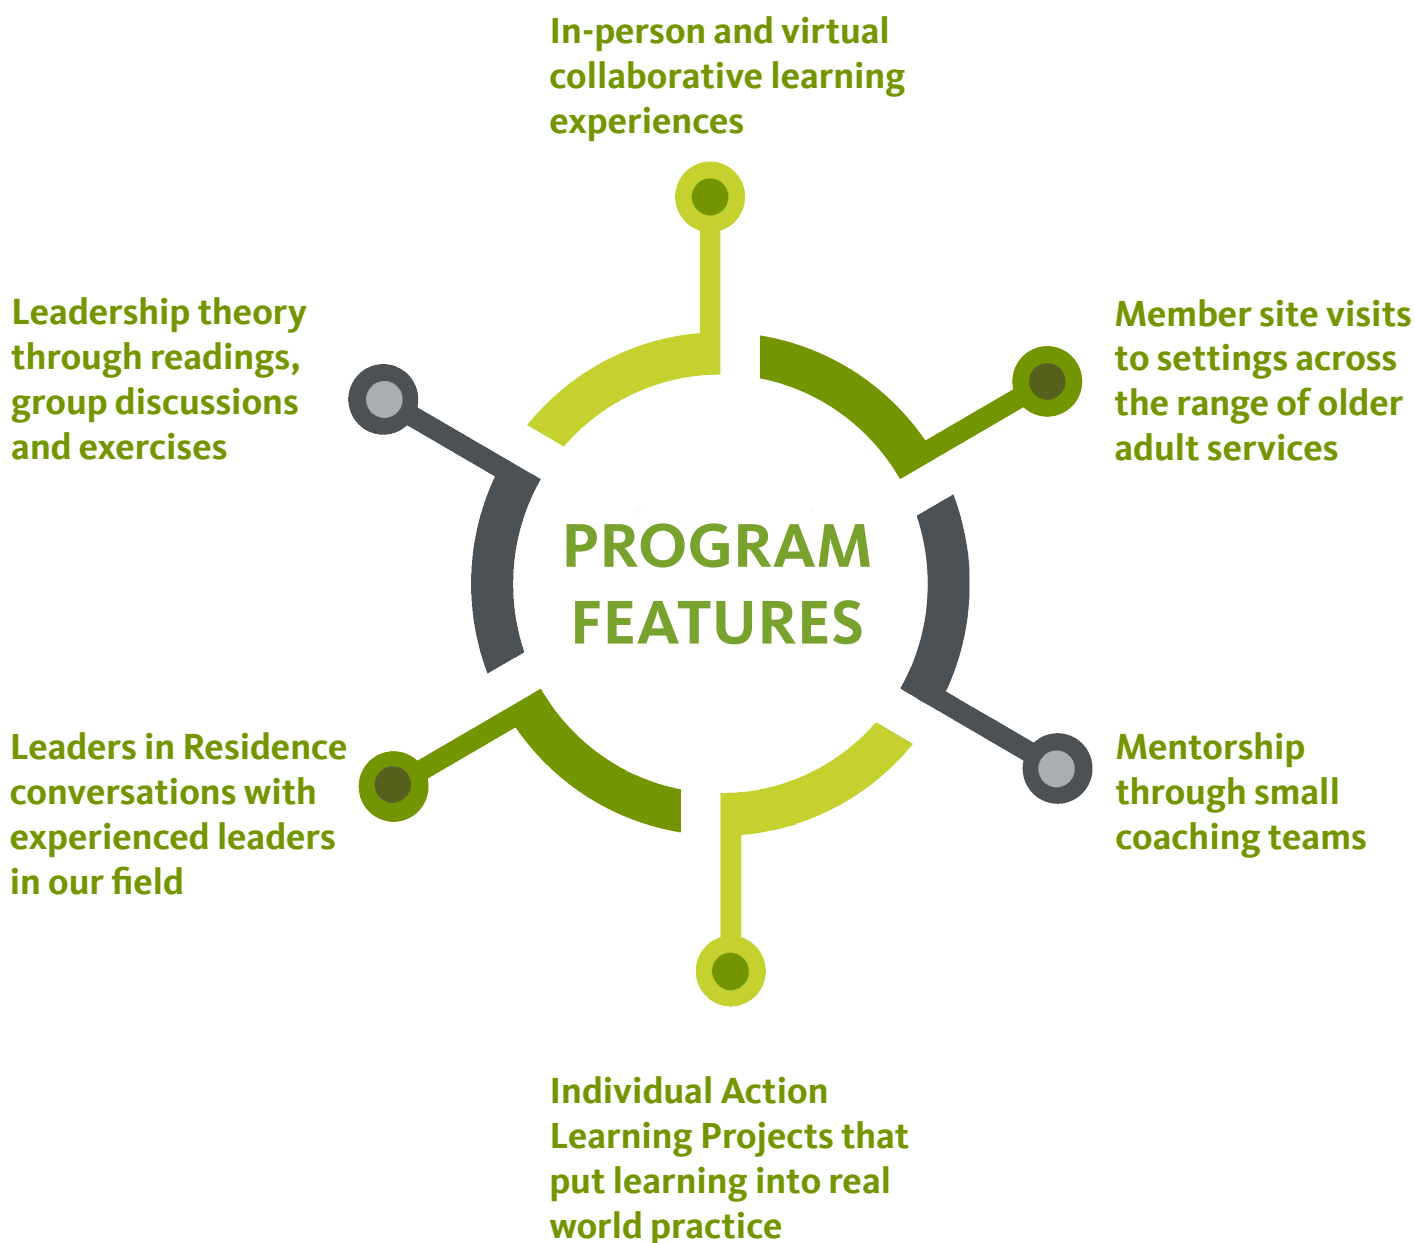 In-person and virtual
collaborative learning
experiences
Leadership theory
through readings,
group discussions
and exercises
Member site visits
to settings across
the range of older
adult services
PROGRAM
FEATURES
Leaders in Residence
conversations with
experienced leaders
in our field
Mentorship
through small
coaching teams
Individual Action
Learning Projects that
put learning into real
world practice